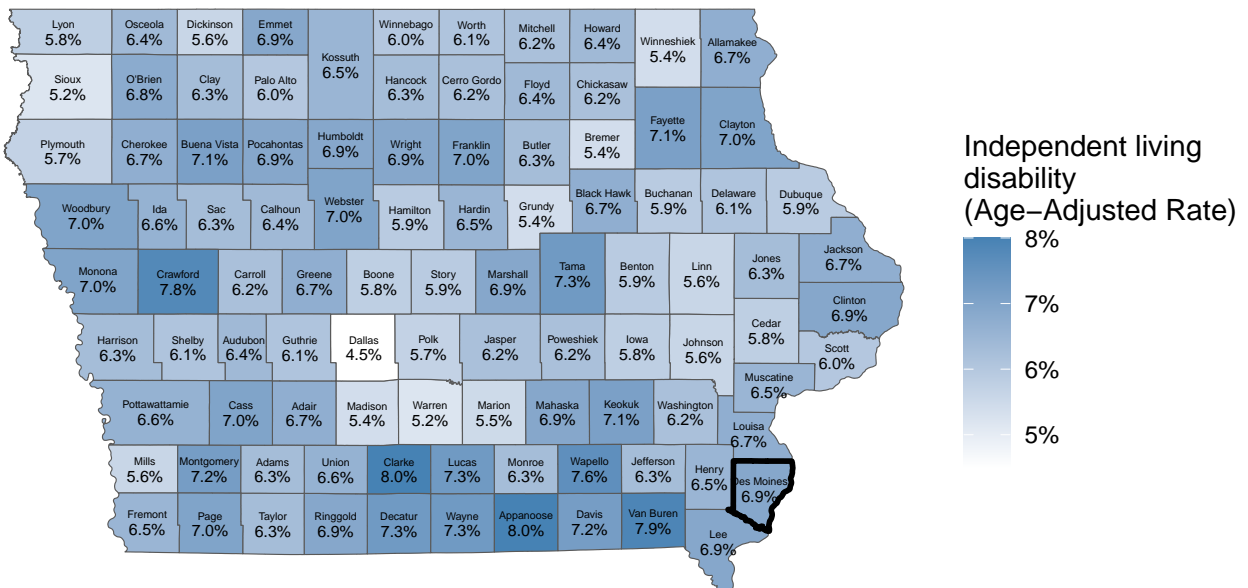 Lyon
5.8%
Osceola
6.4%
Dickinson
5.6%
Emmet
6.9%
Kossuth
6.5%
Winnebago
6.0%
Worth
6.1%
Mitchell
6.2%
Howard
6.4%
Winneshiek
5.4%
Allamakee
6.7%
Sioux
5.2%
O'Brien
6.8%
Clay
6.3%
Palo Alto
6.0%
Hancock
6.3%
Cerro Gordo
6.2%
Floyd
6.4%
Chickasaw
6.2%
Fayette
7.1%
Clayton
7.0%
Plymouth
5.7%
Cherokee
6.7%
Buena Vista
7.1%
Pocahontas
6.9%
Humboldt
6.9%
Wright
6.9%
Franklin
7.0%
Butler
6.3%
Bremer
5.4%
Woodbury
7.0%
Ida
6.6%
Sac
6.3%
Calhoun
6.4%
Webster
7.0%
Hamilton
5.9%
Hardin
6.5%
Grundy
5.4%
Black Hawk
6.7%
Buchanan
5.9%
Delaware
6.1%
Dubuque
5.9%
Monona
7.0%
Crawford
7.8%
Carroll
6.2%
Greene
6.7%
Boone
5.8%
Story
5.9%
Marshall
6.9%
Tama
7.3%
Benton
5.9%
Linn
5.6%
Jones
6.3%
Jackson
6.7%
Clinton
6.9%
Harrison
6.3%
Shelby
6.1%
Audubon
6.4%
Guthrie
6.1%
Dallas
4.5%
Polk
5.7%
Jasper
6.2%
Poweshiek
6.2%
Iowa
5.8%
Johnson
5.6%
Cedar
5.8%
Scott
6.0%
Muscatine
6.5%
Pottawattamie
6.6%
Cass
7.0%
Adair
6.7%
Madison
5.4%
Warren
5.2%
Marion
5.5%
Mahaska
6.9%
Keokuk
7.1%
Washington
6.2%
Louisa
6.7%
Mills
5.6%
Montgomery
7.2%
Adams
6.3%
Union
6.6%
Clarke
8.0%
Lucas
7.3%
Monroe
6.3%
Wapello
7.6%
Jefferson
6.3%
Henry
6.5%
Des Moines
6.9%
Fremont
6.5%
Page
7.0%
Taylor
6.3%
Ringgold
6.9%
Decatur
7.3%
Wayne
7.3%
Appanoose
8.0%
Davis
7.2%
Van Buren
7.9%
Lee
6.9%
Independent living
disability
(Age−Adjusted Rate)
8%
7%
6%
5%